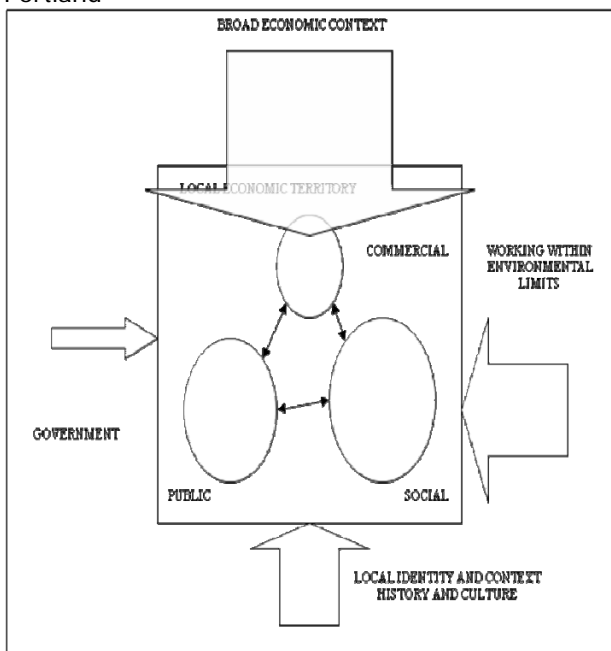 Portland
BROAD ECONOMIC CONTEXT
LOCAL ECONOMIC TERRITORY
COMMERCIAL
WORKING WITHIN
ENVIRONMENTAL
LIMITS
GOVERNMENT
PUBLIC
SOCIAL
LOCAL IDENTITY AND CONTEXT
HISTORY AND CULTURE